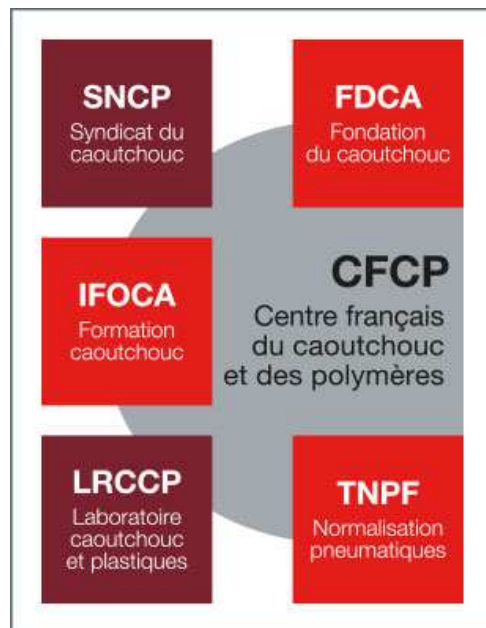 SNCP
Syndicat du
caoutchouc
FDCA
Fondation
du caoutchouc
IFOCA
Formation
caoutchouc
CFCP
Centre français
du caoutchouc
et des polymères
LRCCP
Laboratoire
caoutchouc
et plastiques
TNPF
Normalisation
pneumatiques